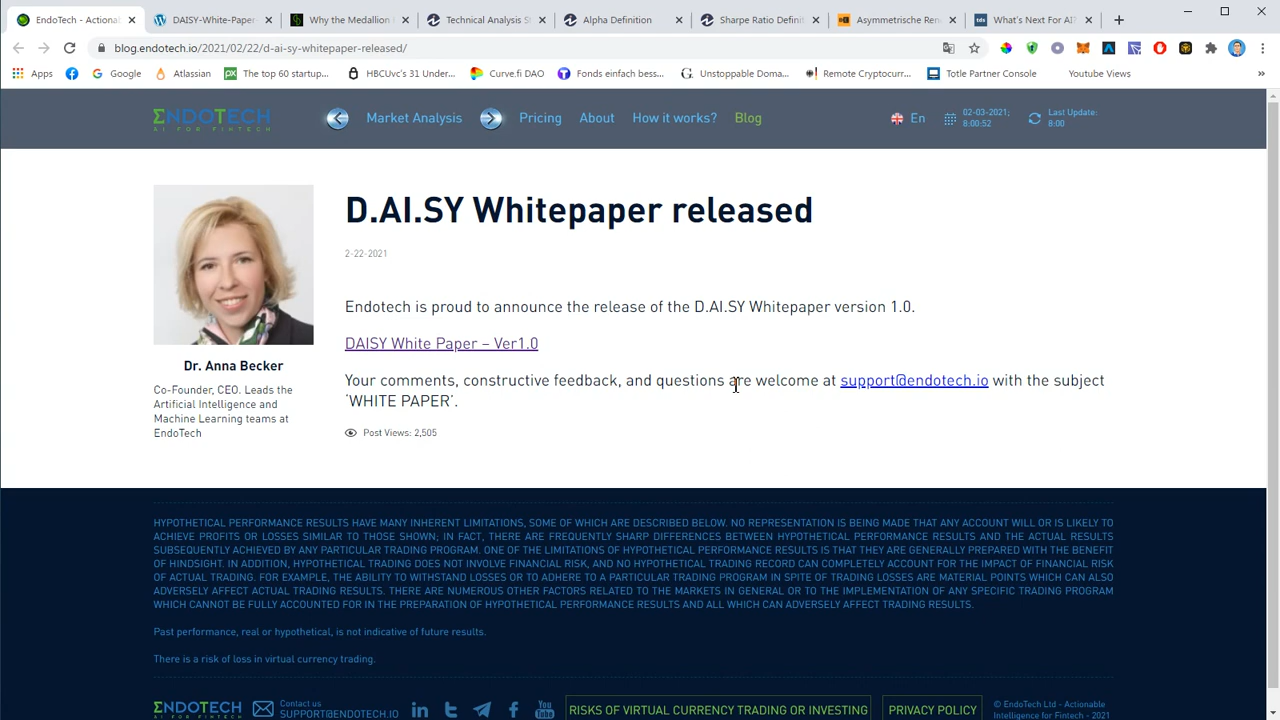 EndoTech - Actionab
DAISY-White-Paper-
Why the Medallion
Technical Analysis S
Alpha Definition
Sharpe Ratio Definit
Asymmetrische Ren
What's Next For AI?
blog.endotech.io/2021/02/22/d-ai-sy-whitepaper-released/
Apps
Google
Atlassian
The top 60 startup...
HBCUvc's 31 Under...
Curve.fi DAO
Fonds einfach bess...
Unstoppable Doma...
Remote Cryptocurr...
Totle Partner Console
Youtube Views
»
ENDOTECH
AI FOR FINTECH
Market Analysis
Pricing
About
How it works?
Blog
En
02-03-2021;
8:00:52
Last Update:
8:00
D.AI.SY Whitepaper released
2-22-2021
Endotech is proud to announce the release of the D.AI.SY Whitepaper version 1.0.
DAISY White Paper – Ver1.0
Your comments, constructive feedback, and questions are welcome at support@endotech.io with the subject
‘WHITE PAPER’.
Post Views: 2,505
Dr. Anna Becker
Co-Founder, CEO. Leads the
Artificial Intelligence and
Machine Learning teams at
EndoTech
HYPOTHETICAL PERFORMANCE RESULTS HAVE MANY INHERENT LIMITATIONS, SOME OF WHICH ARE DESCRIBED BELOW. NO REPRESENTATION IS BEING MADE THAT ANY ACCOUNT WILL OR IS LIKELY TO
ACHIEVE PROFITS OR LOSSES SIMILAR TO THOSE SHOWN; IN FACT, THERE ARE FREQUENTLY SHARP DIFFERENCES BETWEEN HYPOTHETICAL PERFORMANCE RESULTS AND THE ACTUAL RESULTS
SUBSEQUENTLY ACHIEVED BY ANY PARTICULAR TRADING PROGRAM. ONE OF THE LIMITATIONS OF HYPOTHETICAL PERFORMANCE RESULTS IS THAT THEY ARE GENERALLY PREPARED WITH THE BENEFIT
OF HINDSIGHT. IN ADDITION, HYPOTHETICAL TRADING DOES NOT INVOLVE FINANCIAL RISK, AND NO HYPOTHETICAL TRADING RECORD CAN COMPLETELY ACCOUNT FOR THE IMPACT OF FINANCIAL RISK
OF ACTUAL TRADING. FOR EXAMPLE, THE ABILITY TO WITHSTAND LOSSES OR TO ADHERE TO A PARTICULAR TRADING PROGRAM IN SPITE OF TRADING LOSSES ARE MATERIAL POINTS WHICH CAN ALSO
ADVERSELY AFFECT ACTUAL TRADING RESULTS. THERE ARE NUMEROUS OTHER FACTORS RELATED TO THE MARKETS IN GENERAL OR TO THE IMPLEMENTATION OF ANY SPECIFIC TRADING PROGRAM
WHICH CANNOT BE FULLY ACCOUNTED FOR IN THE PREPARATION OF HYPOTHETICAL PERFORMANCE RESULTS AND ALL WHICH CAN ADVERSELY AFFECT TRADING RESULTS.
Past performance, real or hypothetical, is not indicative of future results.
There is a risk of loss in virtual currency trading.
ENDOTECH
AI FOR FINTECH
Contact us
SUPPORT@ENDOTECH.IO
RISKS OF VIRTUAL CURRENCY TRADING OR INVESTING
PRIVACY POLICY
© EndoTech Ltd - Actionable
Intelligence for Fintech - 2021